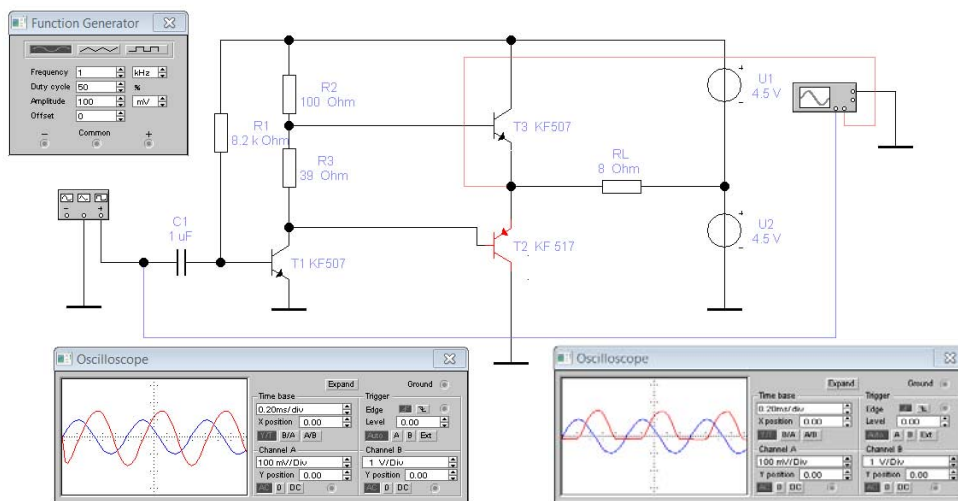 Function Generator
Frequency 1 kHz
Duty cycle 50 %
Amplitude 100 mV
Offset 0
− Common +
R2
100 Ohm
R1
8.2 k Ohm
R3
39 Ohm
T3 KF507
U1
4.5 V
RL
8 Ohm
U2
4.5 V
C1
1 uF
T1 KF507
T2 KF 517
Oscilloscope
Expand Ground
Time base Trigger
0.20ms/div Edge
X position 0.00 Level 0.00
Y/T B/A A/B Auto A B Ext
Channel A Channel B
100 mV/Div 1 V/Div
Y position 0.00 Y position 0.00
AC 0 DC AC 0 DC
Oscilloscope
Expand Ground
Time base Trigger
0.20ms/div Edge
X position 0.00 Level 0.00
Y/T B/A A/B Auto A B Ext
Channel A Channel B
100 mV/Div 1 V/Div
Y position 0.00 Y position 0.00
AC 0 DC AC 0 DC